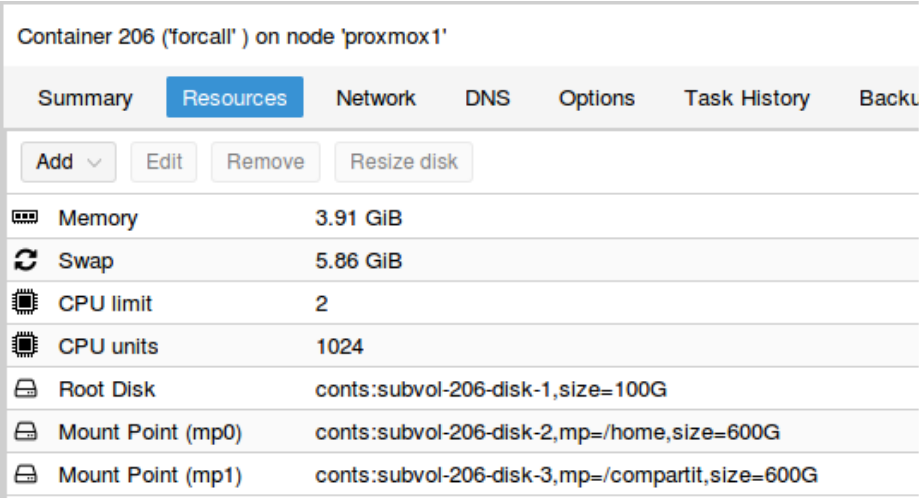 Container 206 ('forcall' ) on node 'proxmox1'
Summary Resources Network DNS Options Task History Backu
Add Edit Remove Resize disk
Memory 3.91 GiB
Swap 5.86 GiB
CPU limit 2
CPU units 1024
Root Disk conts:subvol-206-disk-1,size=100G
Mount Point (mp0) conts:subvol-206-disk-2,mp=/home,size=600G
Mount Point (mp1) conts:subvol-206-disk-3,mp=/compartit,size=600G